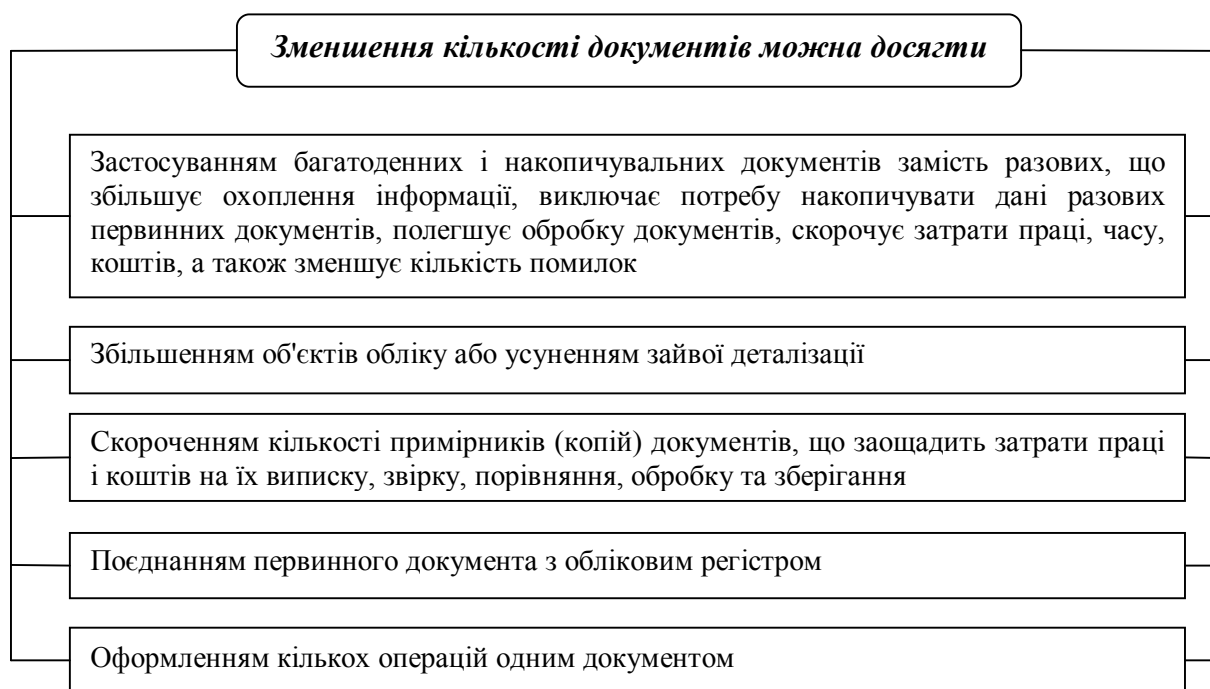 Зменшення кількості документів можна досягти
Застосуванням багатоденних і накопичувальних документів замість разових, що
збільшує охоплення інформації, виключає потребу накопичувати дані разових
первинних документів, полегшує обробку документів, скорочує затрати праці, часу,
коштів, а також зменшує кількість помилок
Збільшенням об'єктів обліку або усуненням зайвої деталізації
Скороченням кількості примірників (копій) документів, що заощадить затрати праці
і коштів на їх виписку, звірку, порівняння, обробку та зберігання
Поєднанням первинного документа з обліковим регістром
Оформленням кількох операцій одним документом